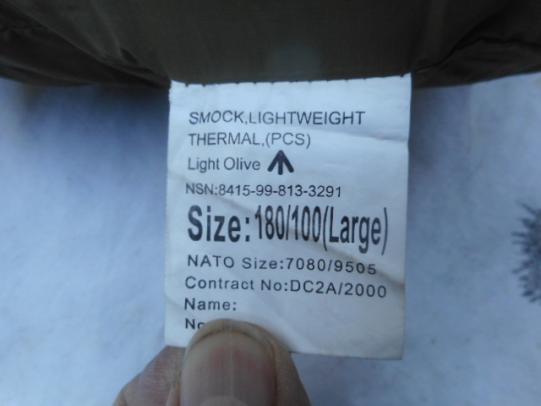 SMOCK,LIGHTWEIGHT
THERMAL,(PCS)
Light Olive
NSN:8415-99-813-3291
Size:180/100(Large)
NATO Size:7080/9505
Contract No:DC2A/2000
Name: